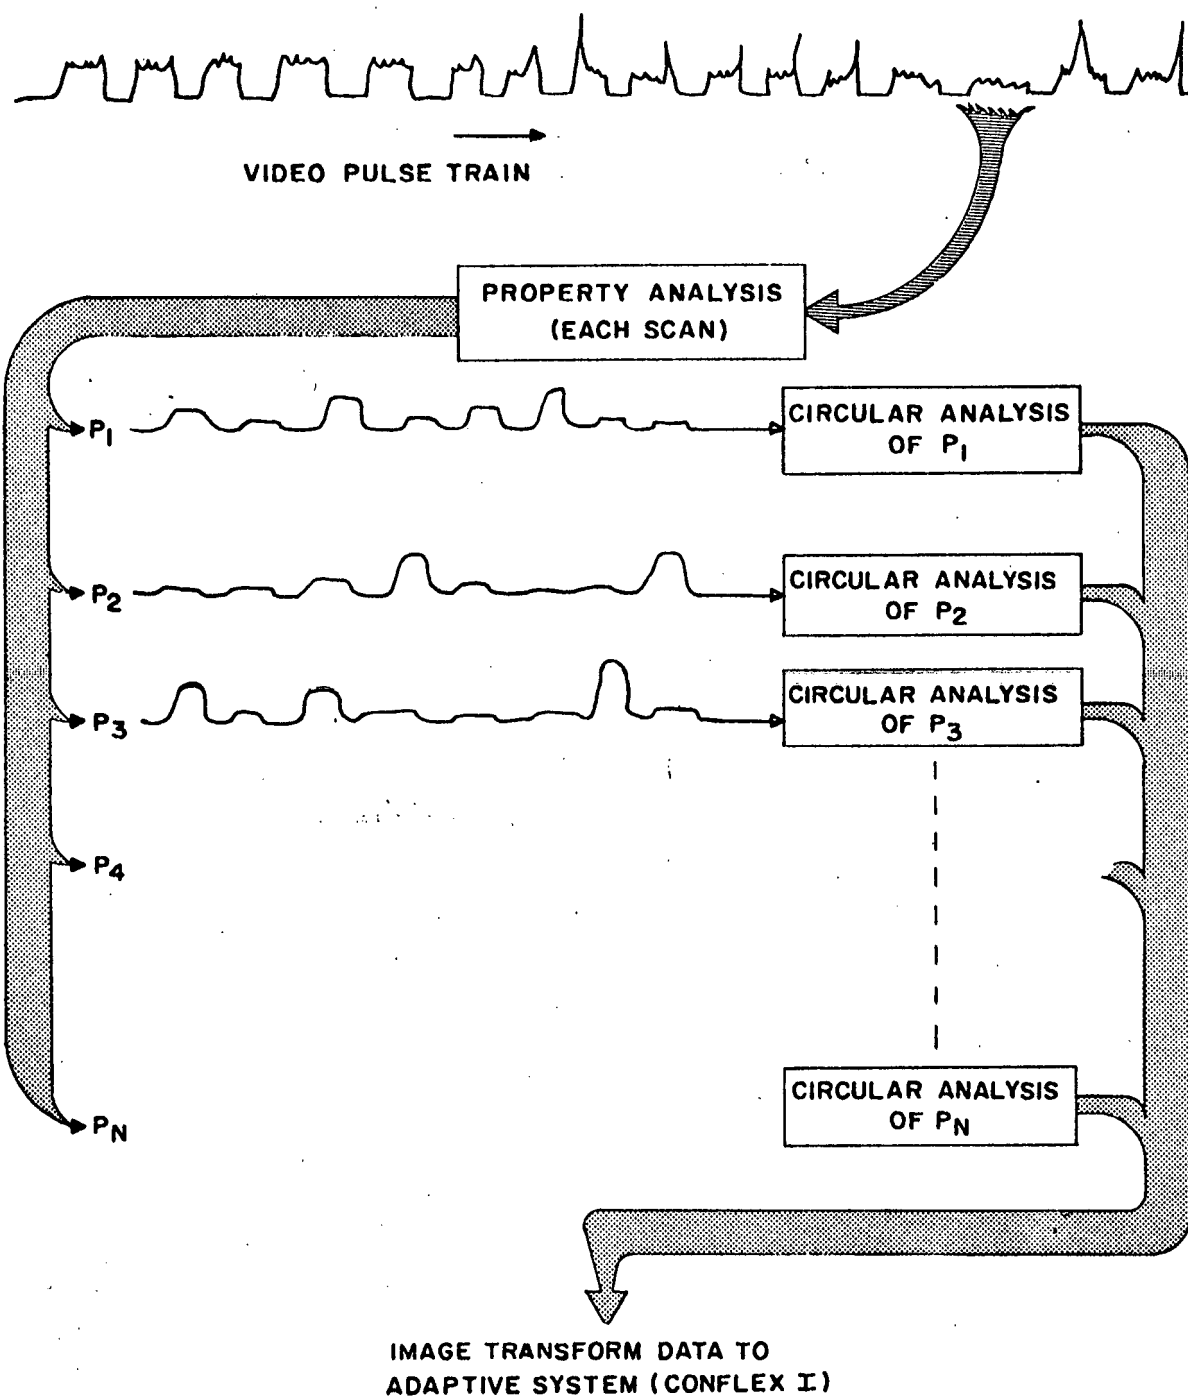 VIDEO PULSE TRAIN
PROPERTY ANALYSIS
(EACH SCAN)
P1
CIRCULAR ANALYSIS
OF P1
P2
CIRCULAR ANALYSIS
OF P2
P3
CIRCULAR ANALYSIS
OF P3
P4
PN
CIRCULAR ANALYSIS
OF PN
IMAGE TRANSFORM DATA TO
ADAPTIVE SYSTEM (CONFLEX I)